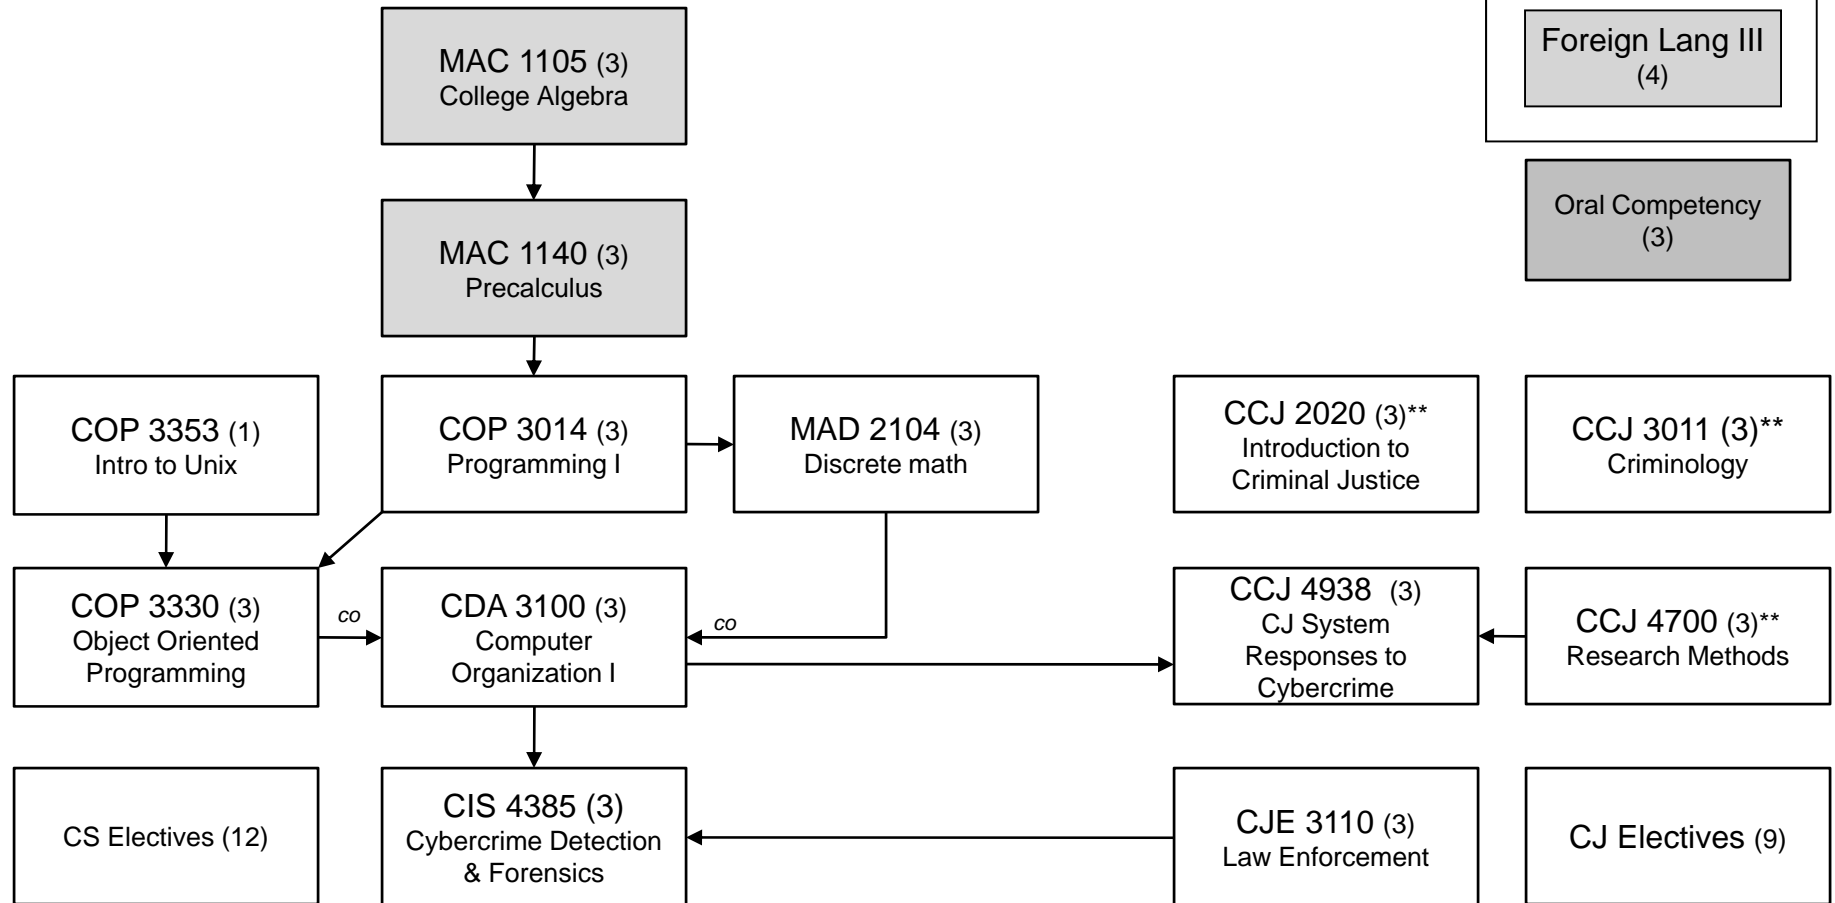 MAC 1105 (3)
College Algebra
Foreign Lang III
(4)
Oral Competency
(3)
MAC 1140 (3)
Precalculus
COP 3353 (1)
Intro to Unix
COP 3014 (3)
Programming I
MAD 2104 (3)
Discrete math
CCJ 2020 (3)**
Introduction to
Criminal Justice
CCJ 3011 (3)**
Criminology
COP 3330 (3)
Object Oriented
Programming
co
CDA 3100 (3)
Computer
Organization I
co
CCJ 4938 (3)
CJ System
Responses to
Cybercrime
CCJ 4700 (3)**
Research Methods
CS Electives (12)
CIS 4385 (3)
Cybercrime Detection
& Forensics
CJE 3110 (3)
Law Enforcement
CJ Electives (9)